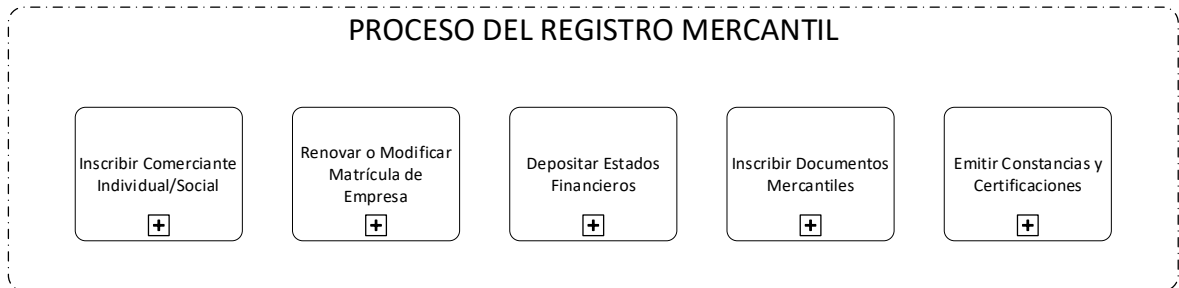 PROCESO DEL REGISTRO MERCANTIL
Inscribir Comerciante
Individual/Social
Renovar o Modificar
Matrícula de
Empresa
Depositar Estados
Financieros
Inscribir Documentos
Mercantiles
Emitir Constancias y
Certificaciones